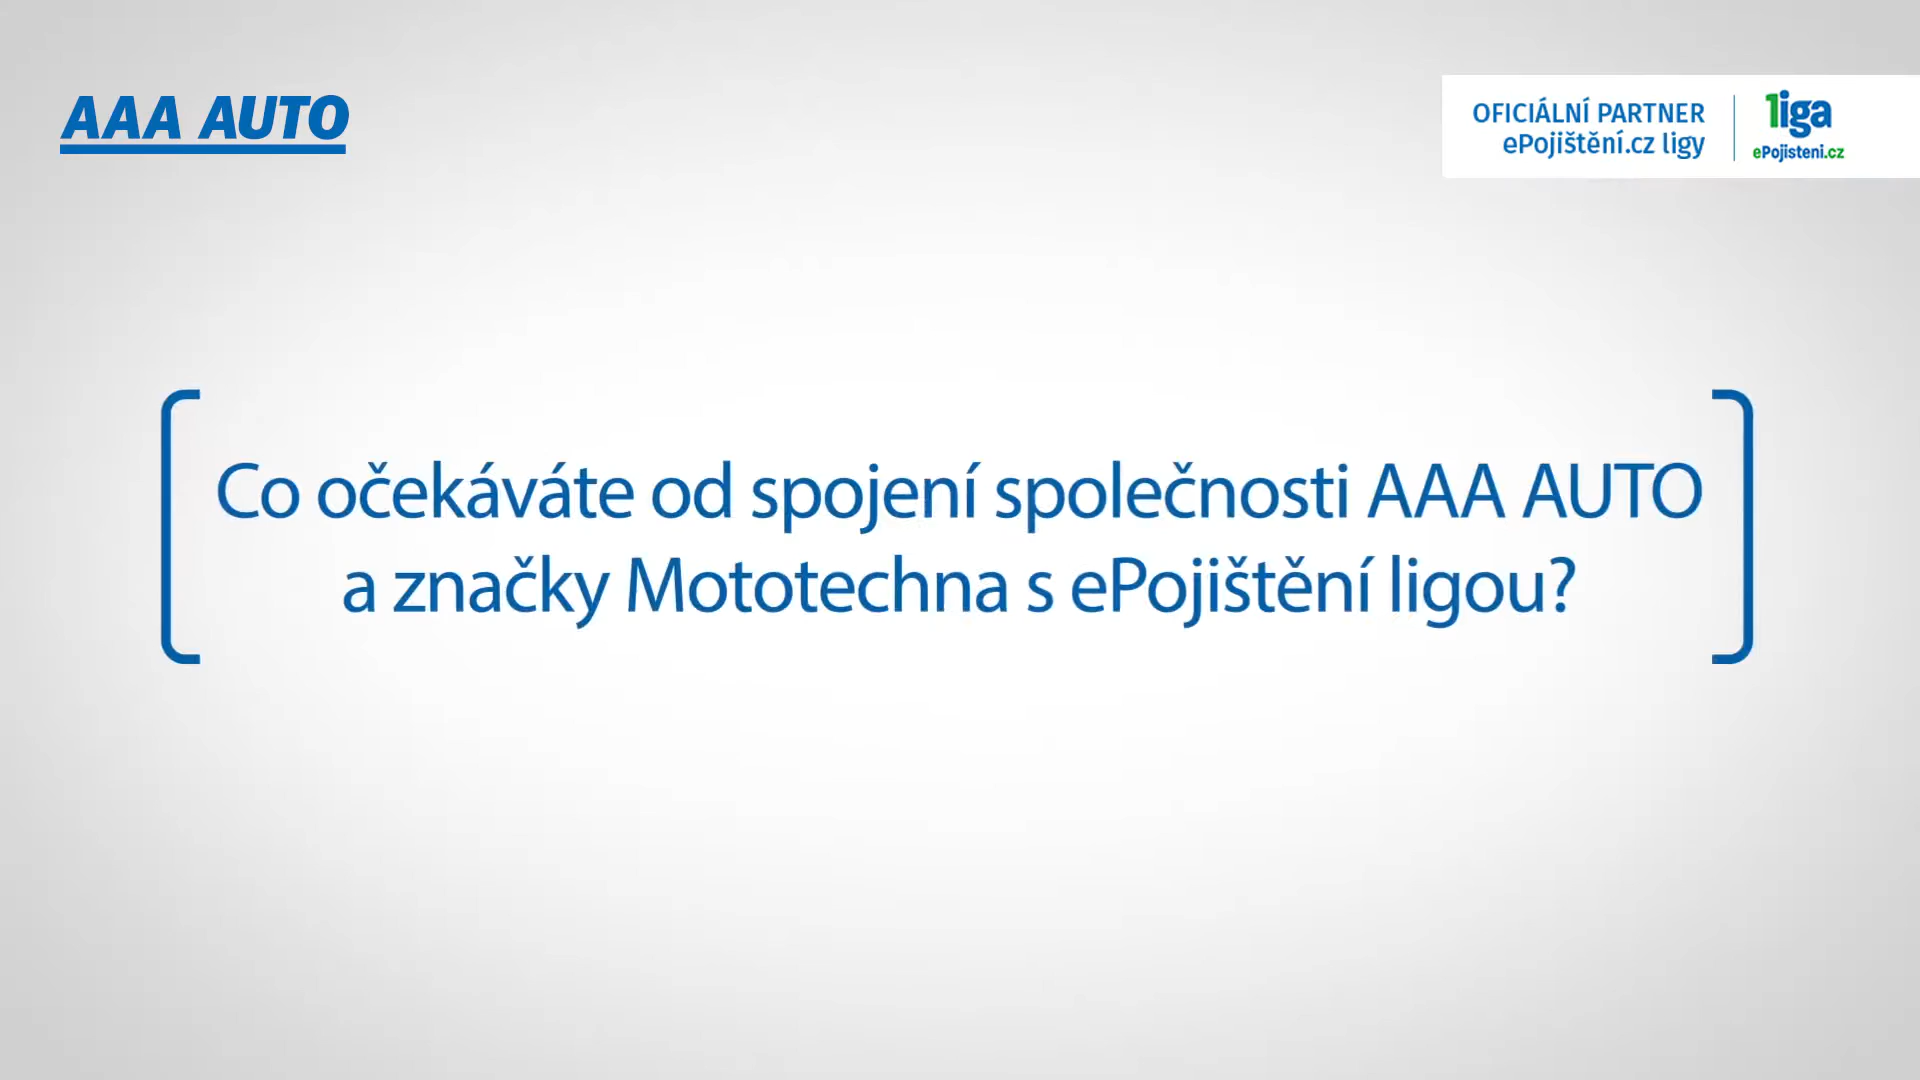 AAA AUTO
OFICIÁLNÍ PARTNER
ePojištění.cz ligy
1liga
ePojisteni.cz
Co očekáváte od spojení společnosti AAA AUTO
a značky Mototechna s ePojištění ligou?